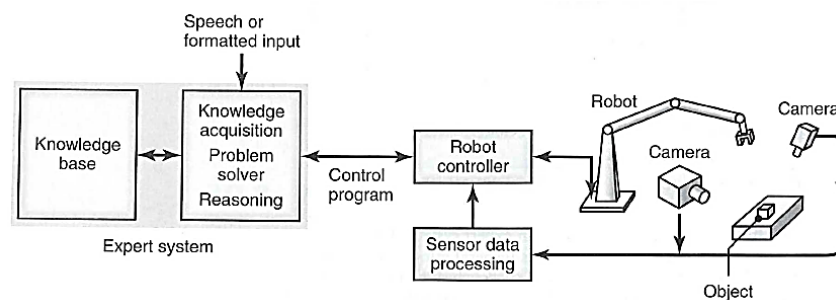 Speech or
formatted input
Knowledge
base
Knowledge
acquisition
Problem
solver
Reasoning
Expert system
Control
program
Robot
controller
Sensor data
processing
Robot
Camera
Camera
Object